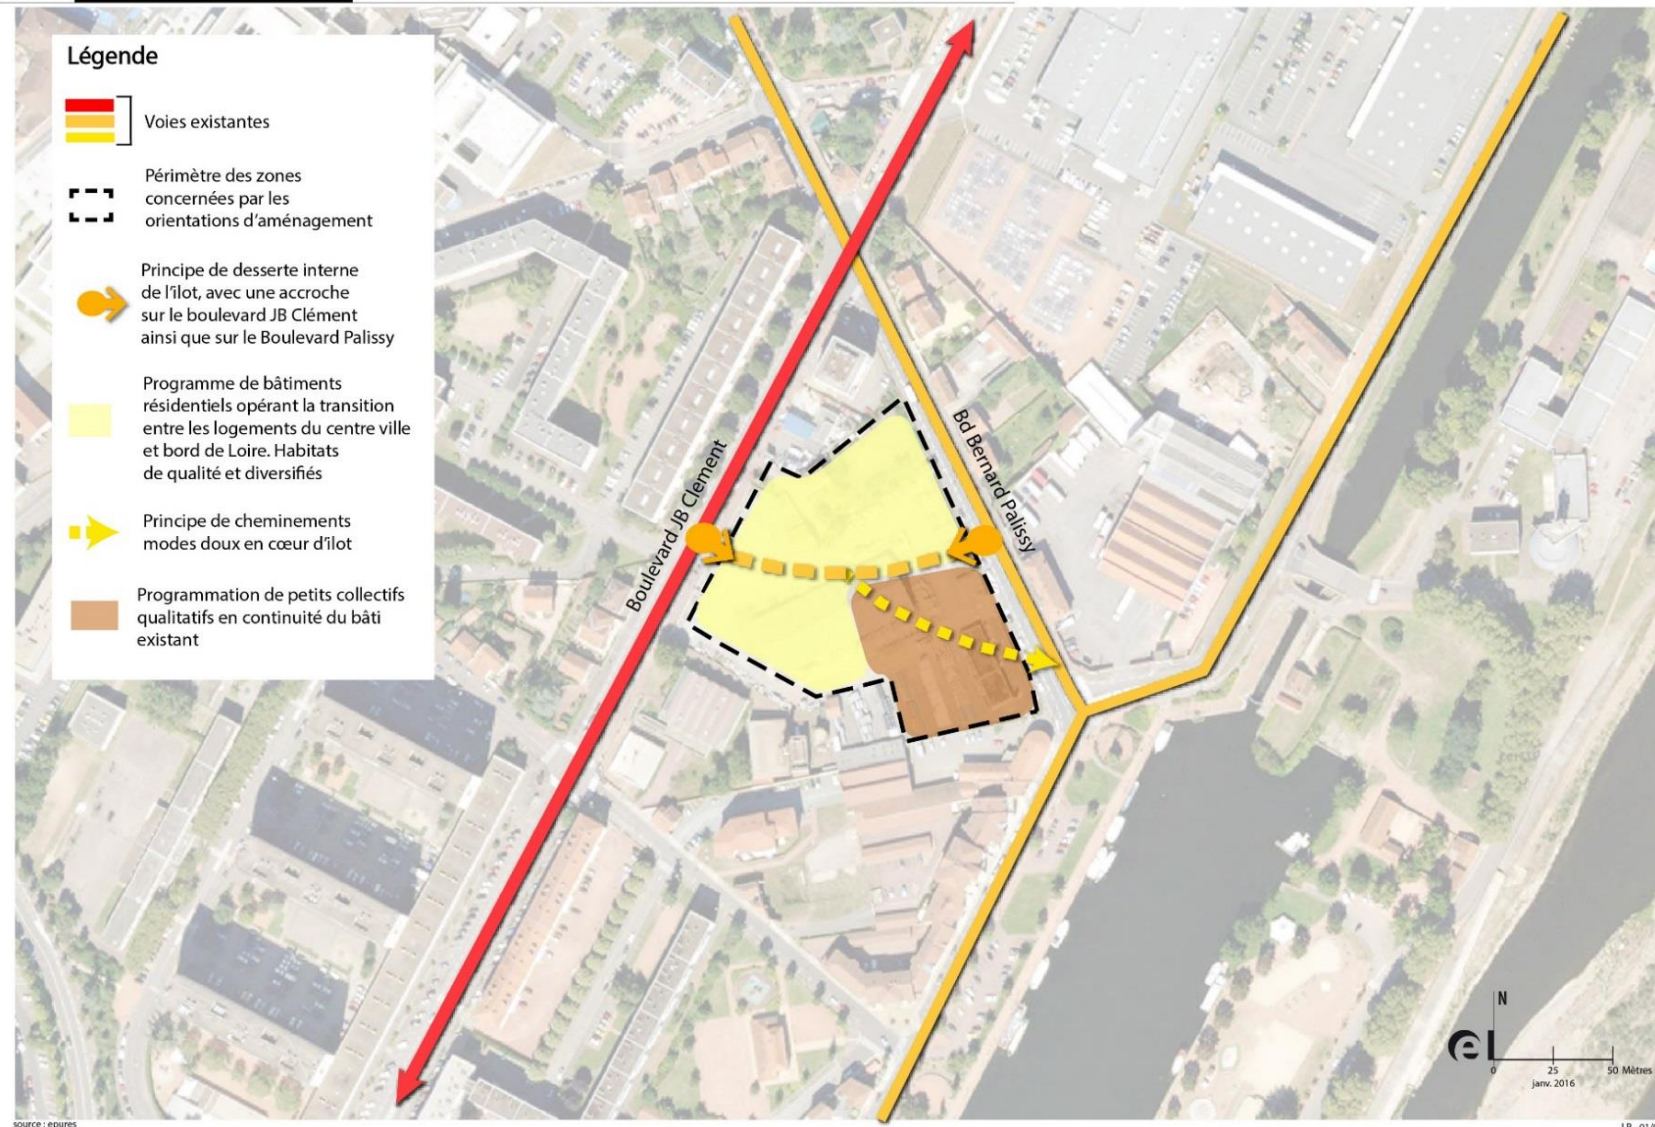 Légende
Voies existantes
Périmètre des zones
concernées par les
orientations d'aménagement
Principe de desserte interne
de l'îlot, avec une accroche
sur le boulevard JB Clément
ainsi que sur le Boulevard Palissy
Programme de bâtiments
résidentiels opérant la transition
entre les logements du centre ville
et bord de Loire. Habitats
de qualité et diversifiés
Principe de cheminements
modes doux en cœur d'îlot
Programmation de petits collectifs
qualitatifs en continuité du bâti
existant
Boulevard JB Clement
Bd Bernard Palissy
N
0 25 50 Mètres
janv. 2016
source : epures